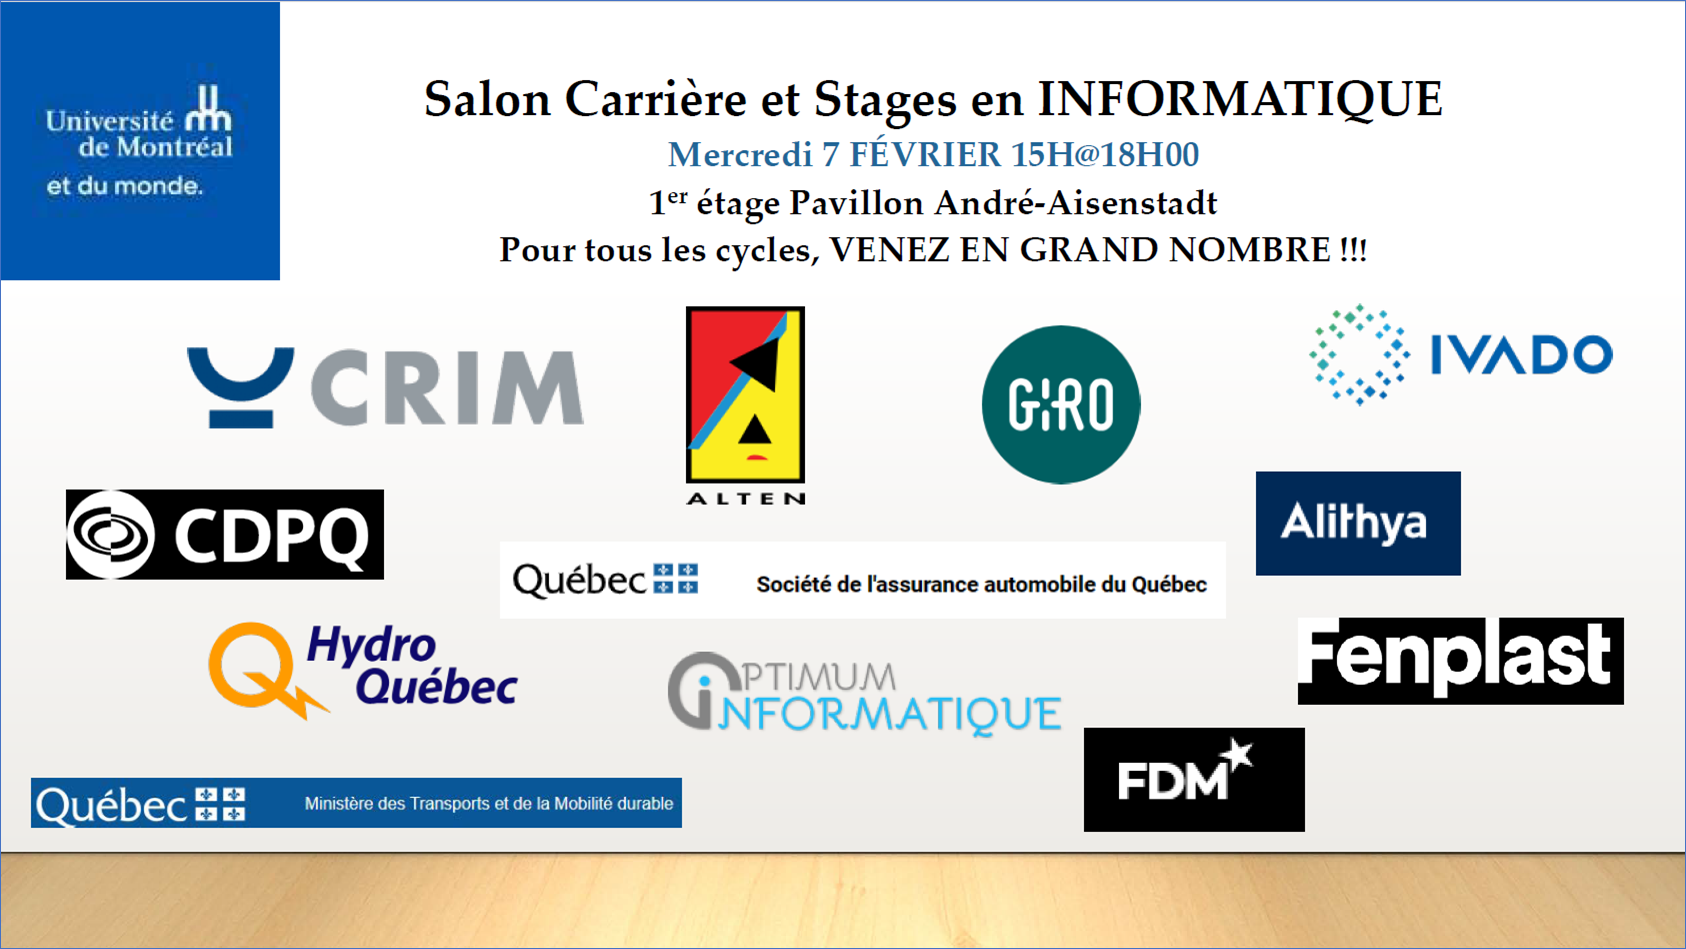 Université
de Montréal
et du monde.
Salon Carrière et Stages en INFORMATIQUE
Mercredi 7 FÉVRIER 15H@18H00
1er étage Pavillon André-Aisenstadt
Pour tous les cycles, VENEZ EN GRAND NOMBRE !!!
CRIM
ALTEN
GIRO
IVADO
CDPQ
Alithya
Québec
Société de l'assurance automobile du Québec
Hydro
Québec
OPTIMUM
INFORMATIQUE
Fenplast
FDM
Québec
Ministère des Transports et de la Mobilité durable